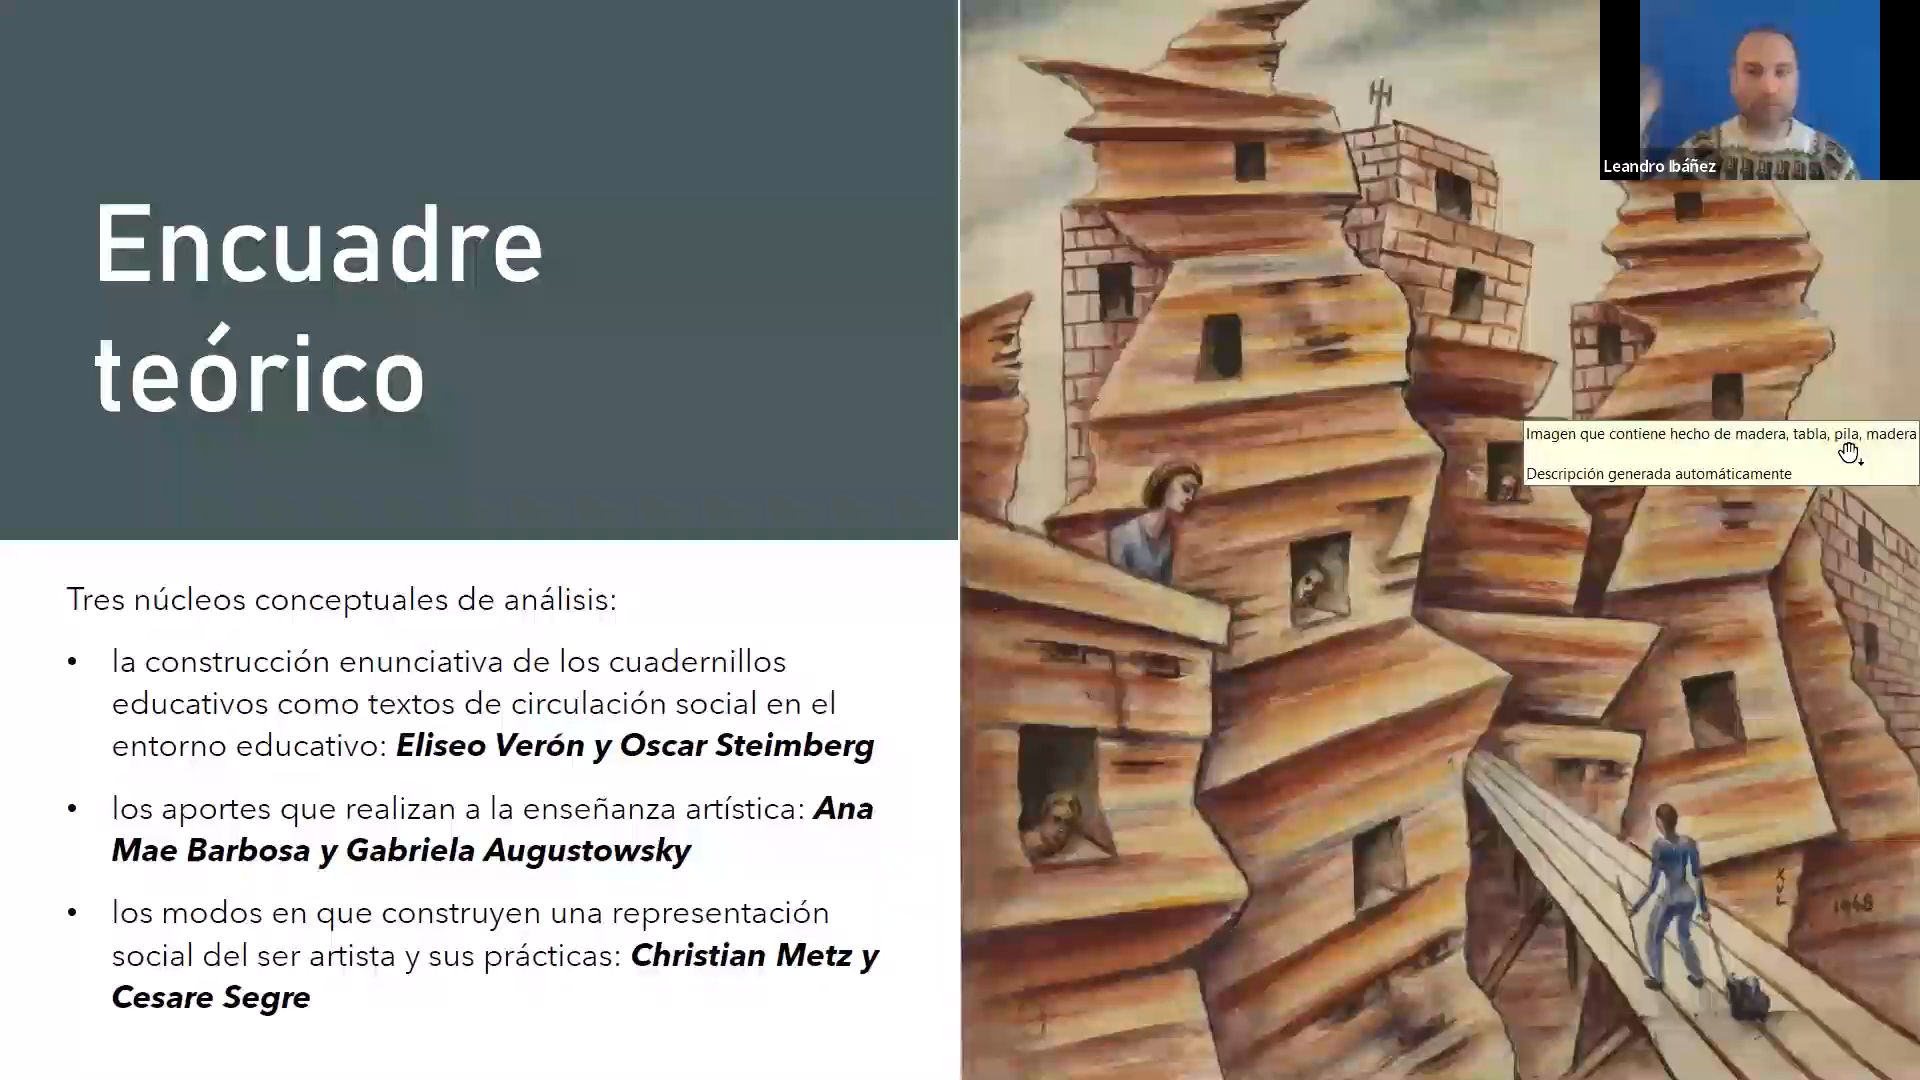 Encuadre
teórico
Tres núcleos conceptuales de análisis:
• la construcción enunciativa de los cuadernillos
educativos como textos de circulación social en el
entorno educativo: Eliseo Verón y Oscar Steimberg
• los aportes que realizan a la enseñanza artística: Ana
Mae Barbosa y Gabriela Augustowsky
• los modos en que construyen una representación
social del ser artista y sus prácticas: Christian Metz y
Cesare Segre
Leandro Ibáñez
Imagen que contiene hecho de madera, tabla, pila, madera
Descripción generada automáticamente
XUL
1948